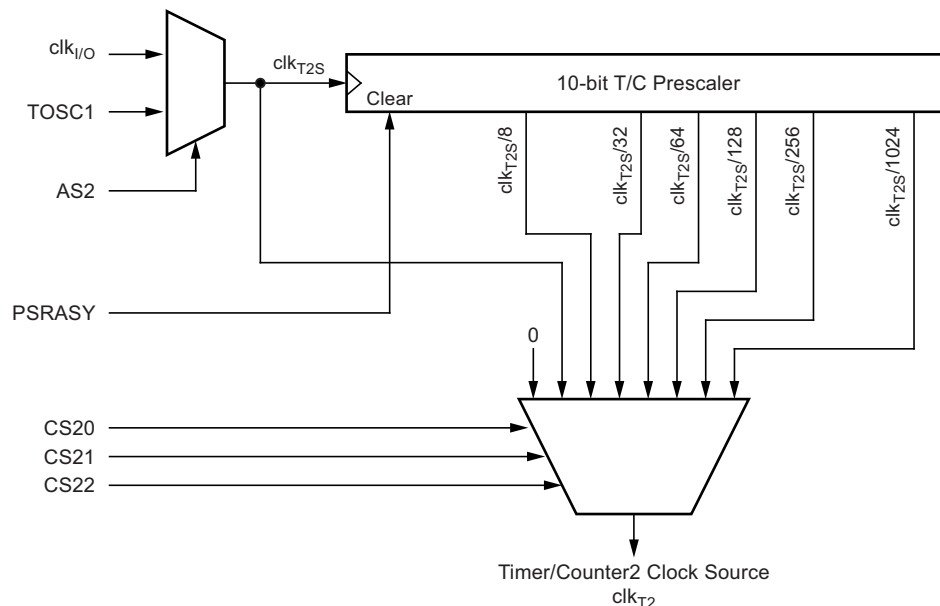 clkI/O
TOSC1
AS2
PSRASY
clkT2S
10-bit T/C Prescaler
Clear
clkT2S/8
clkT2S/32
clkT2S/64
clkT2S/128
clkT2S/256
clkT2S/1024
0
CS20
CS21
CS22
Timer/Counter2 Clock Source
clkT2